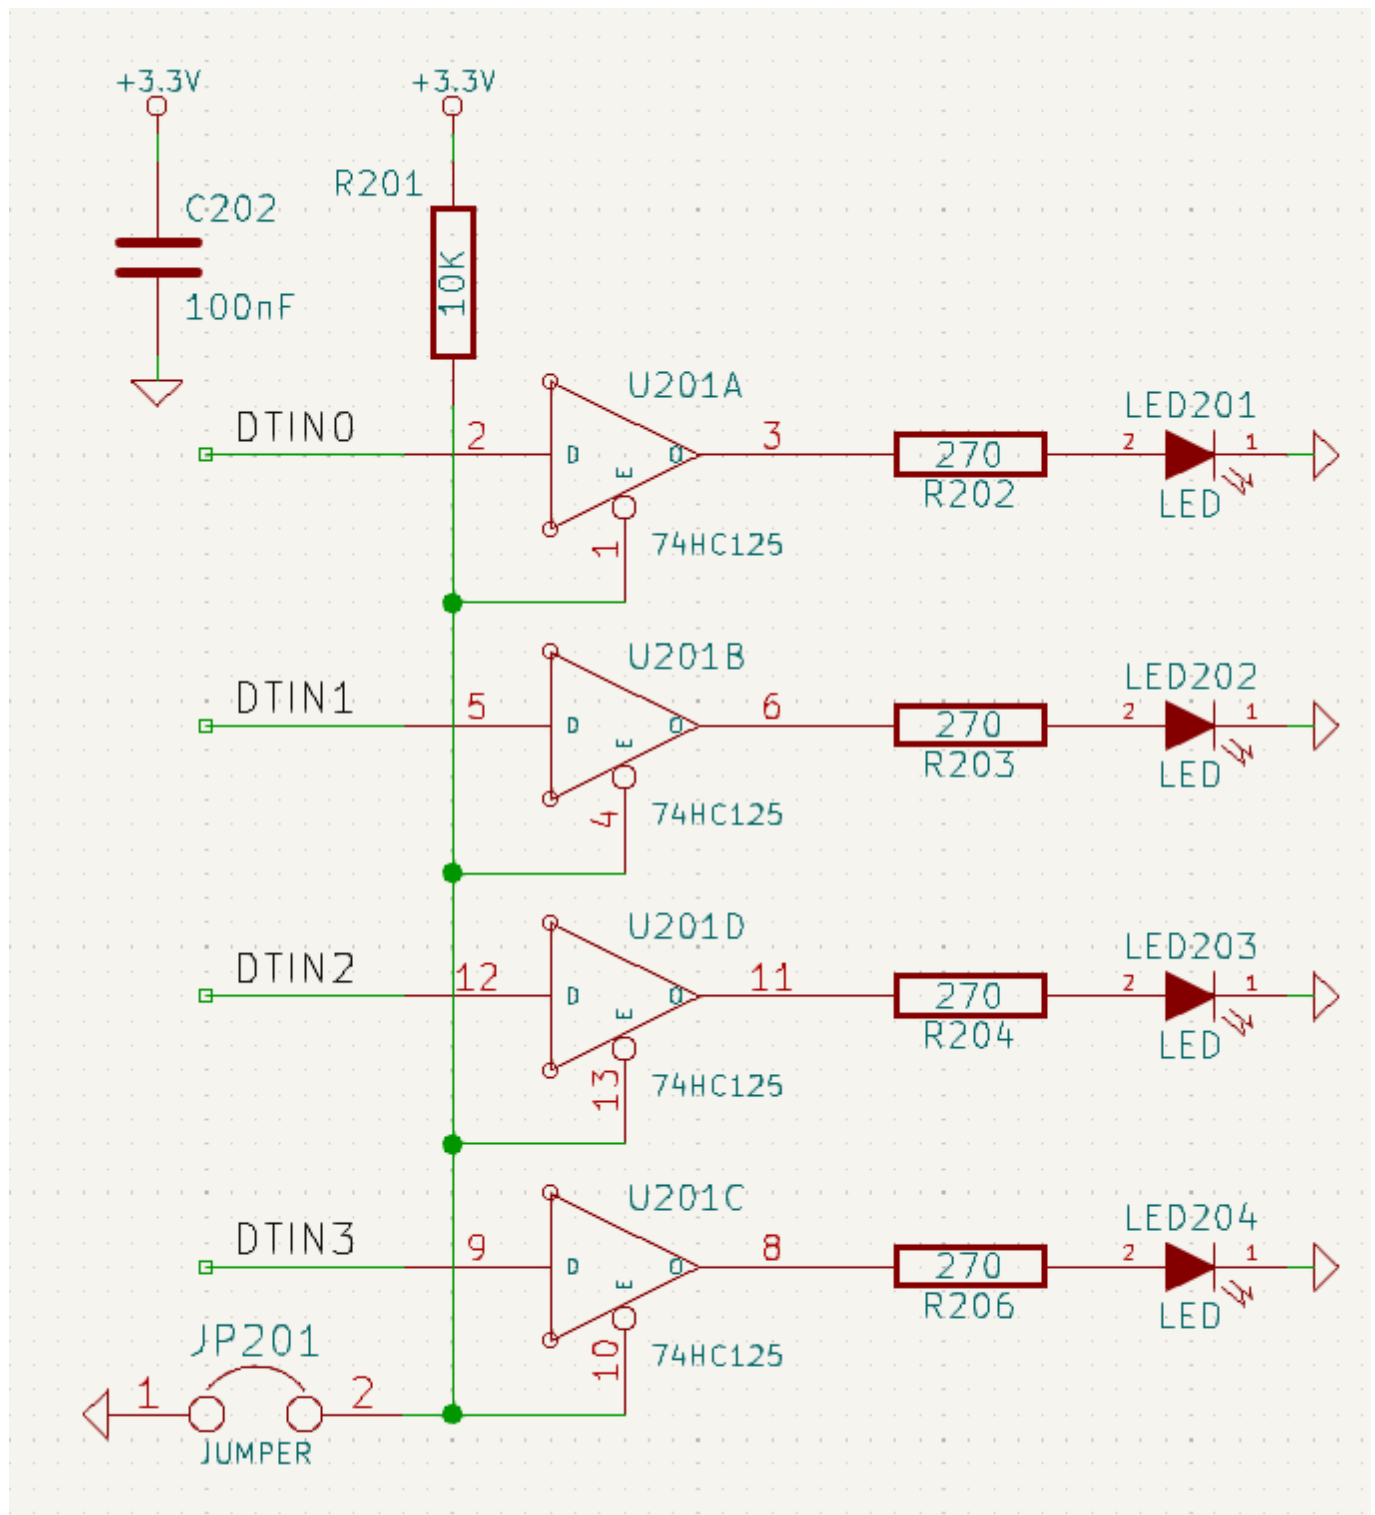 +3.3V
+3.3V
R201
C202
10K
100nF
U201A
DTIN0
2
D
O
E
3
270
R202
LED201
2
1
LED
1
74HC125
U201B
DTIN1
5
D
O
E
6
270
R203
LED202
2
1
LED
4
74HC125
U201D
DTIN2
12
D
O
E
11
270
R204
LED203
2
1
LED
13
74HC125
U201C
DTIN3
9
D
O
E
8
270
R206
LED204
2
1
LED
10
74HC125
JP201
1
2
JUMPER